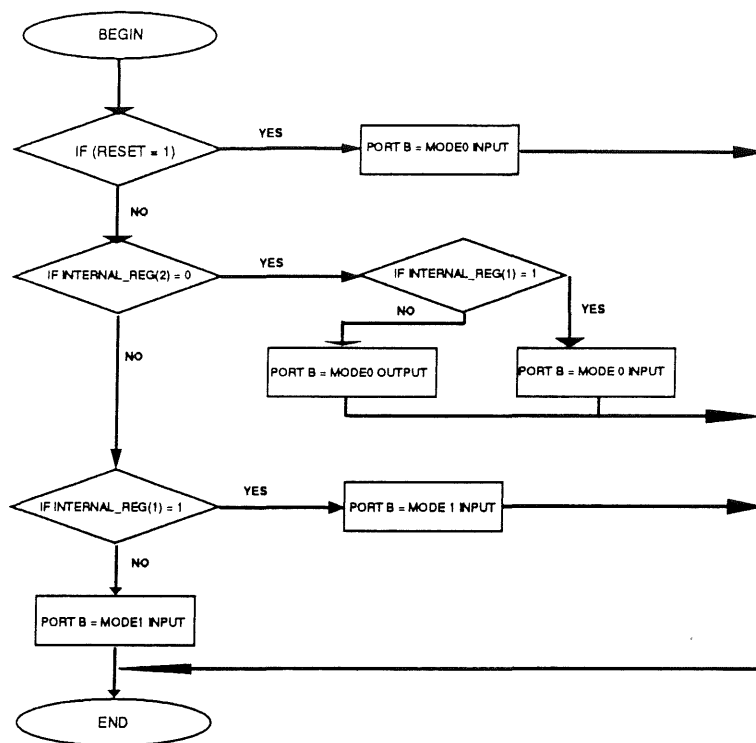 BEGIN
IF (RESET = 1)
YES
PORT B = MODE0 INPUT
NO
IF INTERNAL_REG(2) = 0
YES
IF INTERNAL_REG(1) = 1
NO
YES
NO
PORT B = MODE0 OUTPUT
PORT B = MODE 0 INPUT
IF INTERNAL_REG(1) = 1
YES
PORT B = MODE 1 INPUT
NO
PORT B = MODE1 INPUT
END